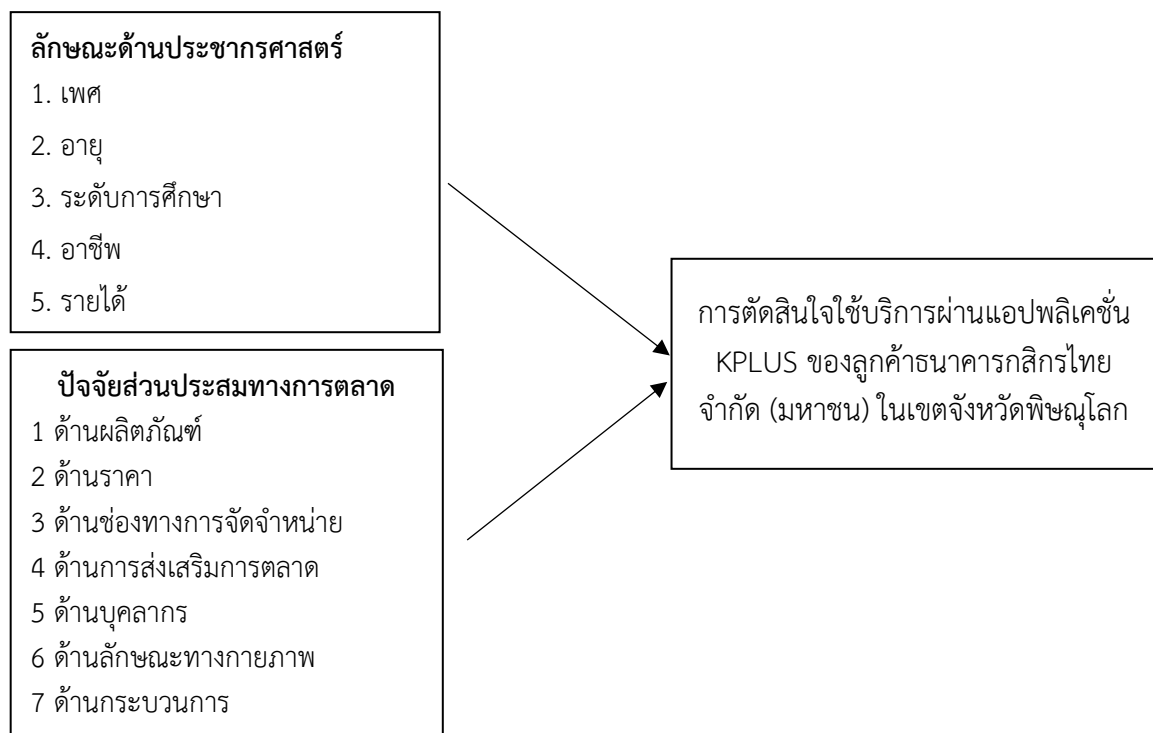 ลักษณะด้านประชากรศาสตร์
1. เพศ
2. อายุ
3. ระดับการศึกษา
4. อาชีพ
5. รายได้
ปัจจัยส่วนประสมทางการตลาด
1 ด้านผลิตภัณฑ์
2 ด้านราคา
3 ด้านช่องทางการจัดจำหน่าย
4 ด้านการส่งเสริมการตลาด
5 ด้านบุคลากร
6 ด้านลักษณะทางกายภาพ
7 ด้านกระบวนการ
การตัดสินใจใช้บริการผ่านแอปพลิเคชั่น
KPLUS ของลูกค้าธนาคารกสิกรไทย
จำกัด (มหาชน) ในเขตจังหวัดพิษณุโลก